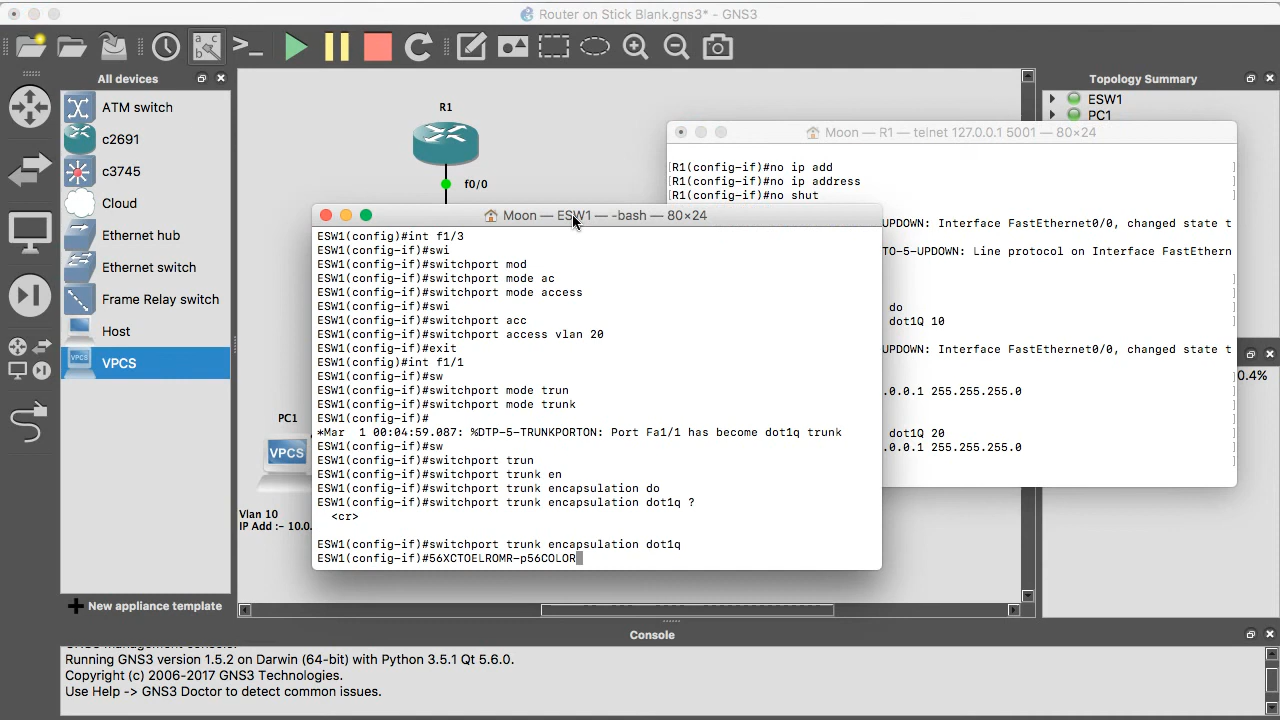 Router on Stick Blank.gns3* - GNS3
All devices
ATM switch
c2691
c3745
Cloud
Ethernet hub
Ethernet switch
Frame Relay switch
Host
VPCS
VPCS
New appliance template
R1
f0/0
PC1
VPCS
Vlan 10
IP Add :- 10.0.
Topology Summary
ESW1
PC1
0.4%
Moon — R1 — telnet 127.0.0.1 5001 — 80×24
[R1(config-if)#no ip add ]
[R1(config-if)#no ip address ]
[R1(config-if)#no shut ]
UPDOWN: Interface FastEthernet0/0, changed state t
TO-5-UPDOWN: Line protocol on Interface FastEthern
do
dot1Q 10
UPDOWN: Interface FastEthernet0/0, changed state t
.0.0.1 255.255.255.0
dot1Q 20
.0.0.1 255.255.255.0
Moon — ESW1 — -bash — 80×24
ESW1(config)#int f1/3
ESW1(config-if)#swi
ESW1(config-if)#switchport mod
ESW1(config-if)#switchport mode ac
ESW1(config-if)#switchport mode access
ESW1(config-if)#swi
ESW1(config-if)#switchport acc
ESW1(config-if)#switchport access vlan 20
ESW1(config-if)#exit
ESW1(config)#int f1/1
ESW1(config-if)#sw
ESW1(config-if)#switchport mode trun
ESW1(config-if)#switchport mode trunk
ESW1(config-if)#
*Mar  1 00:04:59.087: %DTP-5-TRUNKPORTON: Port Fa1/1 has become dot1q trunk
ESW1(config-if)#sw
ESW1(config-if)#switchport trun
ESW1(config-if)#switchport trunk en
ESW1(config-if)#switchport trunk encapsulation do
ESW1(config-if)#switchport trunk encapsulation dot1q ?
<cr>
ESW1(config-if)#switchport trunk encapsulation dot1q
ESW1(config-if)#56XCTOELROMR-p56COLOR
Console
Running GNS3 version 1.5.2 on Darwin (64-bit) with Python 3.5.1 Qt 5.6.0.
Copyright (c) 2006-2017 GNS3 Technologies.
Use Help -> GNS3 Doctor to detect common issues.